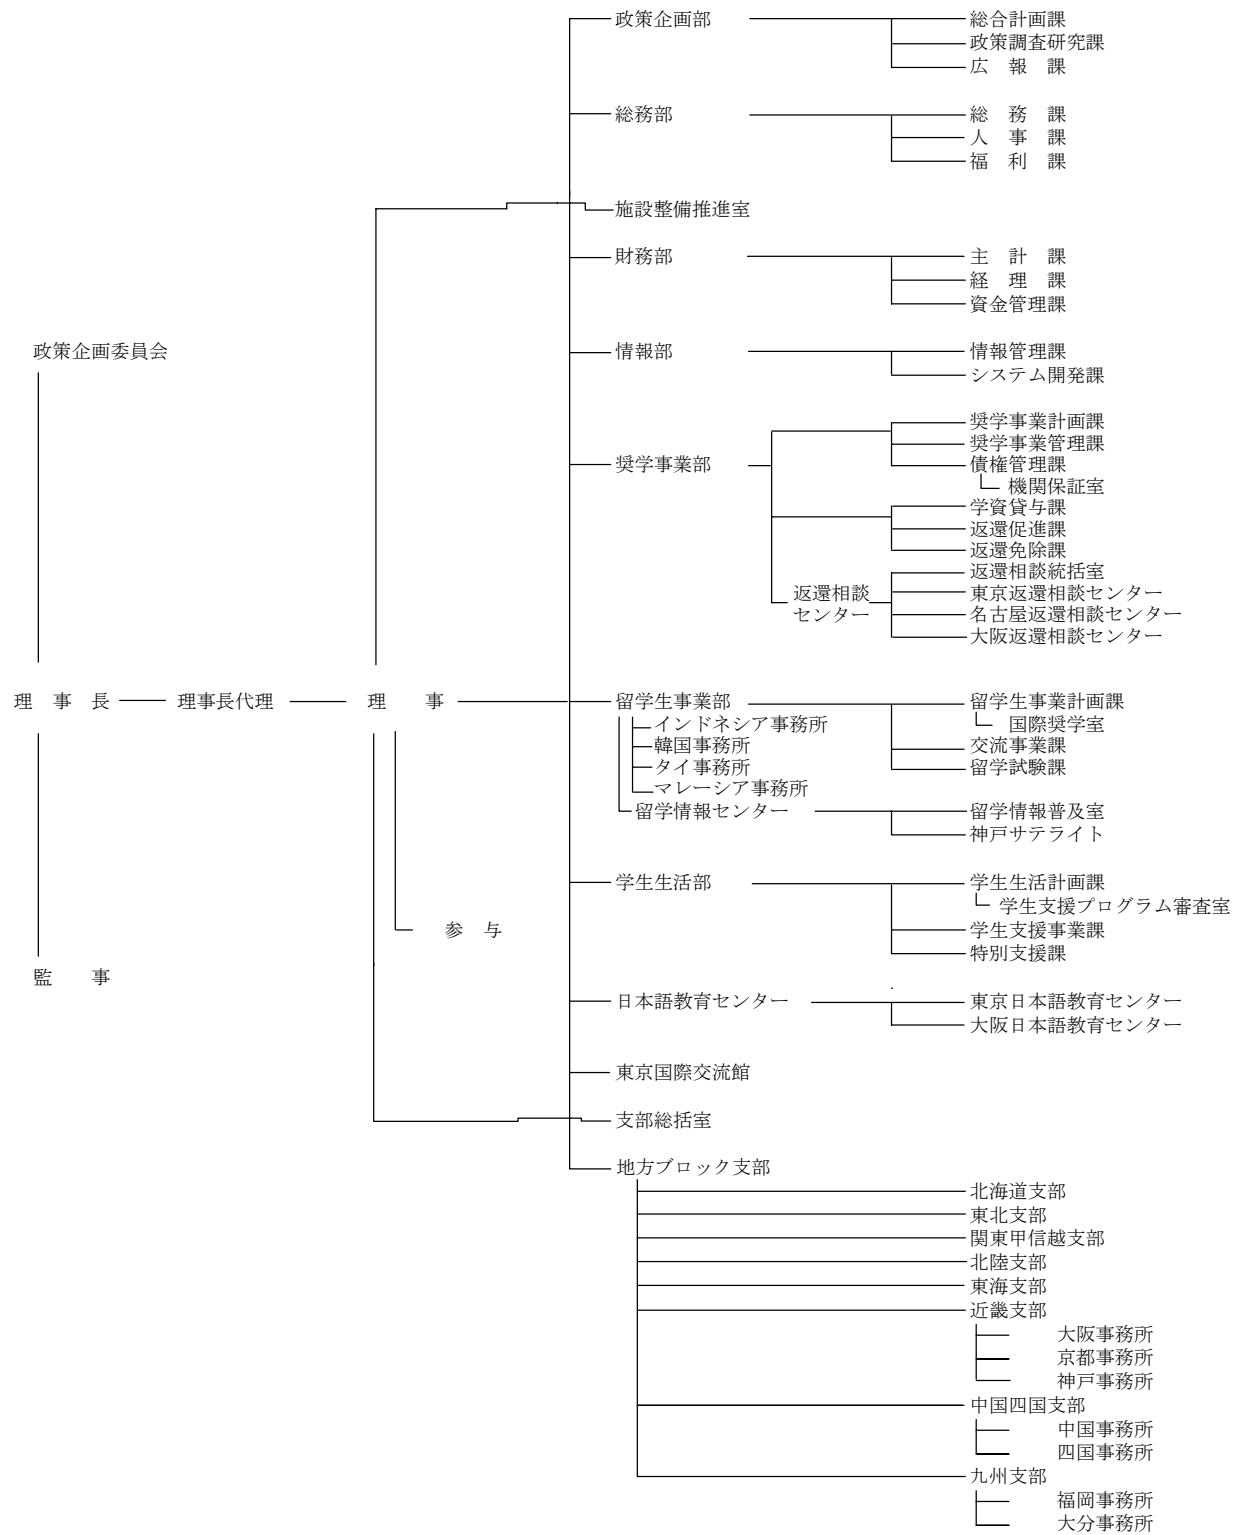 政策企画部 総合計画課
政策調査研究課
広 報 課
総務部 総 務 課
人 事 課
福 利 課
施設整備推進室
財務部 主 計 課
経 理 課
資金管理課
政策企画委員会
情報部 情報管理課
システム開発課
奨学事業計画課
奨学事業管理課
奨学事業部 債権管理課
機関保証室
学資貸与課
返還促進課
返還免除課
返還相談統括室
返還相談 東京返還相談センター
センター 名古屋返還相談センター
大阪返還相談センター
理 事 長 理事長代理 理 事 留学生事業部 留学生事業計画課
インドネシア事務所 国際奨学室
韓国事務所 交流事業課
タイ事務所 留学試験課
マレーシア事務所
留学情報センター 留学情報普及室
神戸サテライト
学生生活部 学生生活計画課
学生支援プログラム審査室
参 与 学生支援事業課
特別支援課
監 事
日本語教育センター 東京日本語教育センター
大阪日本語教育センター
東京国際交流館
支部総括室
地方ブロック支部
北海道支部
東北支部
関東甲信越支部
北陸支部
東海支部
近畿支部
大阪事務所
京都事務所
神戸事務所
中国四国支部
中国事務所
四国事務所
九州支部
福岡事務所
大分事務所